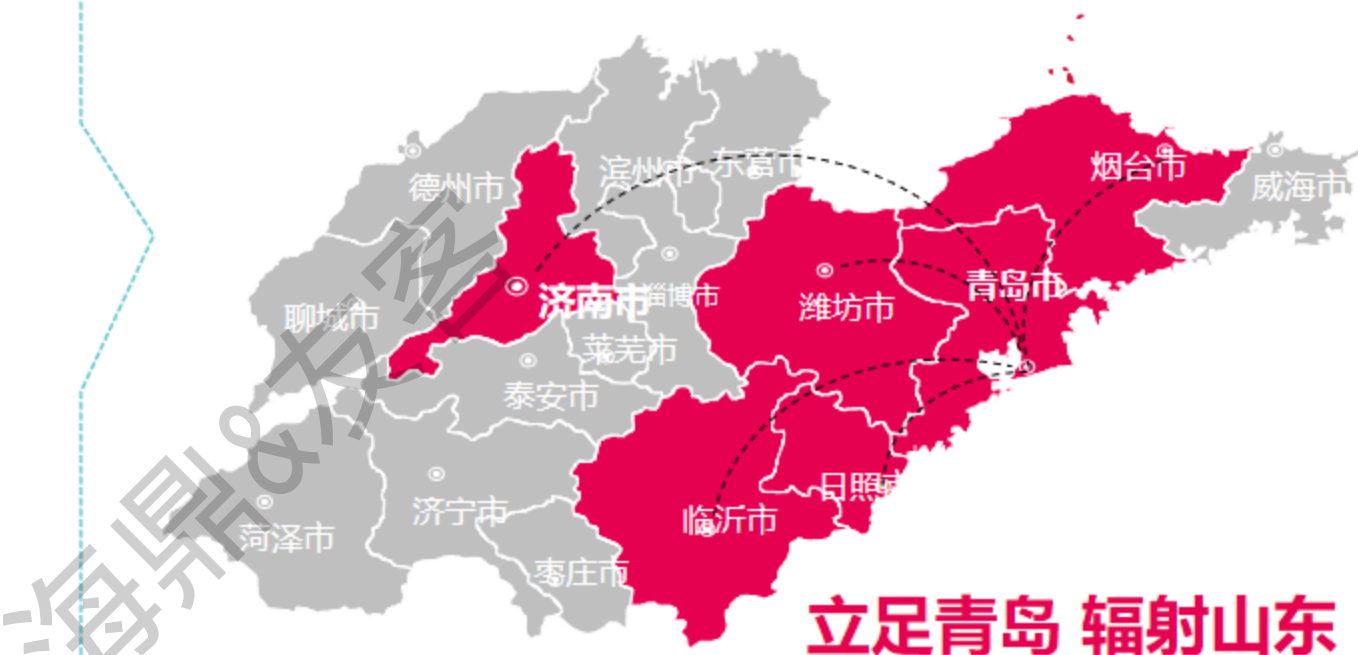 烟台市
威海市
滨州市
东营市
德州市
青岛市
济南市
淄博市
潍坊市
聊城市
莱芜市
泰安市
日照市
济宁市
临沂市
菏泽市
枣庄市
立足青岛 辐射山东
海鼎&友客